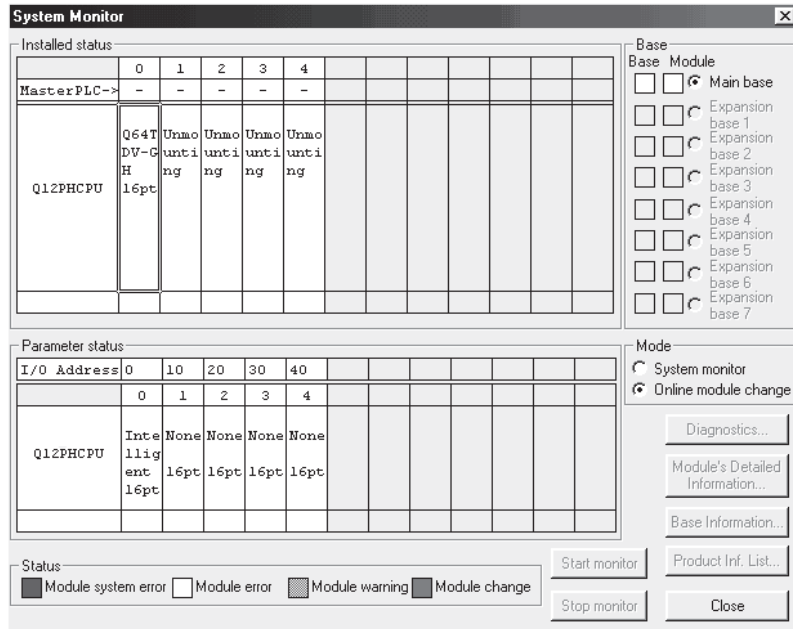 System Monitor
Installed status
0 1 2 3 4
MasterPLC-> - - - - -
Q12PHCPU
Q64T
DV-G
H
16pt
Unmo
unti
ng
Unmo
unti
ng
Unmo
unti
ng
Unmo
unti
ng
Base
Base Module
Main base
Expansion
base 1
Expansion
base 2
Expansion
base 3
Expansion
base 4
Expansion
base 5
Expansion
base 6
Expansion
base 7
Parameter status
I/O Address 0 10 20 30 40
0 1 2 3 4
Q12PHCPU
Inte
llig
ent
16pt
None
16pt
None
16pt
None
16pt
None
16pt
Mode
System monitor
Online module change
Diagnostics...
Module's Detailed
Information...
Base Information...
Product Inf. List...
Close
Status
Module system error Module error Module warning Module change
Start monitor
Stop monitor